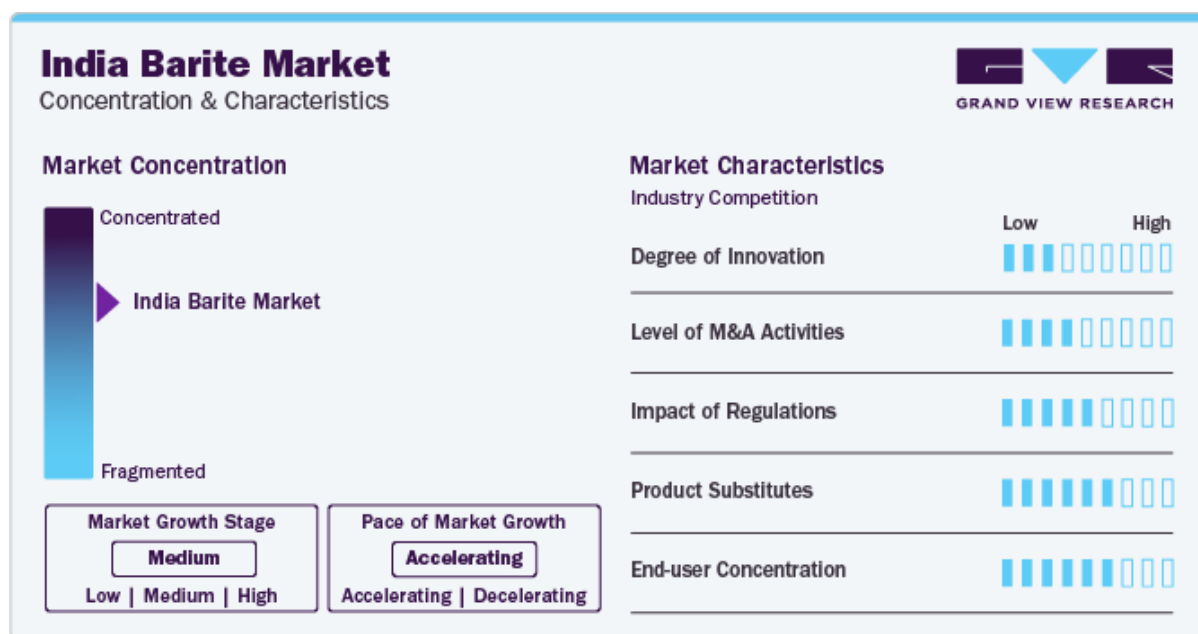 India Barite Market
Concentration & Characteristics
GRAND VIEW RESEARCH
Market Concentration
Concentrated
India Barite Market
Fragmented
Market Growth Stage
Medium
Low | Medium | High
Pace of Market Growth
Accelerating
Accelerating | Decelerating
Market Characteristics
Industry Competition
Low High
Degree of Innovation
Level of M&A Activities
Impact of Regulations
Product Substitutes
End-user Concentration